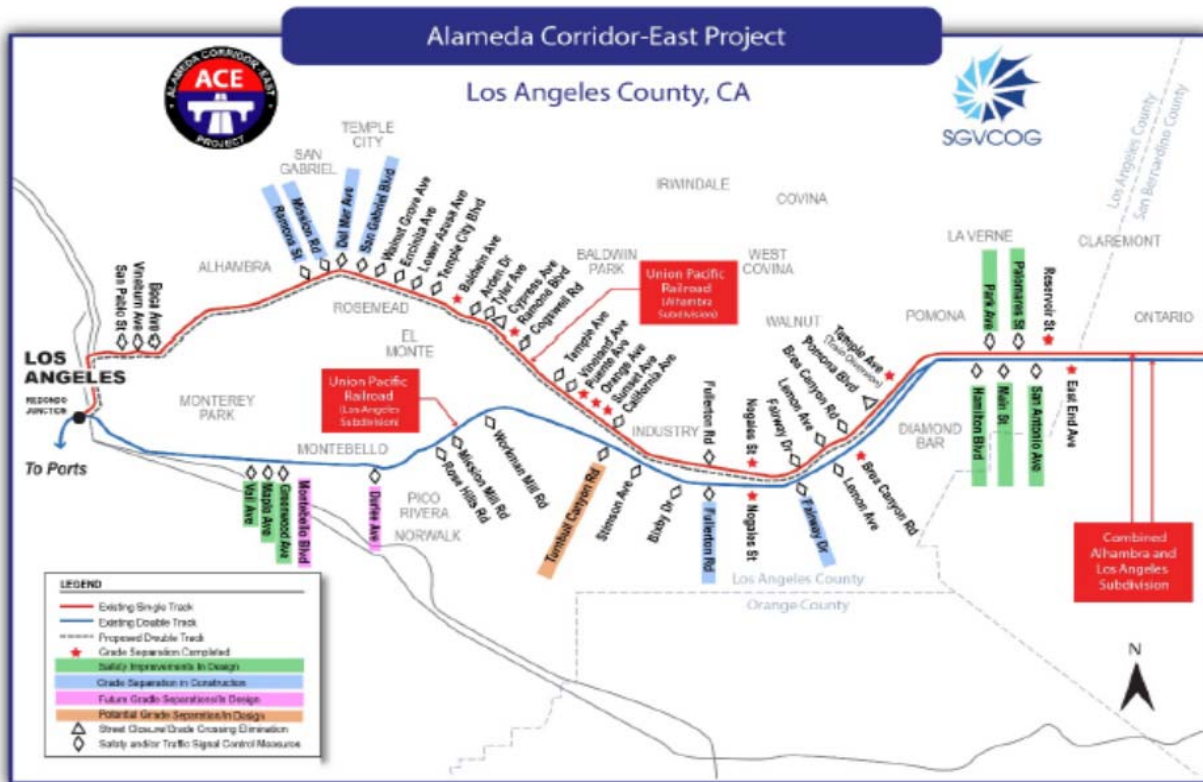 Alameda Corridor-East Project
Los Angeles County, CA
ALAMEDA CORRIDOR-EAST
ACE
PROJECT
SGVCOG
Los Angeles County
San Bernardino County
TEMPLE
CITY
SAN
GABRIEL
IRWINDALE
COVINA
ALHAMBRA
ROSEMEAD
BALDWIN
PARK
WEST
COVINA
LA VERNE
CLAREMONT
EL
MONTE
WALNUT
POMONA
ONTARIO
MONTEREY
PARK
MONTEBELLO
INDUSTRY
DIAMOND
BAR
PICO
RIVERA
NORWALK
LOS
ANGELES
REDONDO
JUNCTION
To Ports
San Pablo St
Vineburn Ave
Boca Ave
Ramona St
Mission Rd
Del Mar Ave
San Gabriel Blvd
Walnut Grove Ave
Encinita Ave
Lower Azusa Ave
Temple City Blvd
Baldwin Ave
Arden Dr
Tyler Ave
Cypress Ave
Ramona Blvd
Cogswell Rd
Temple Ave
Vineland Ave
Puente Ave
Orange Ave
Sunset Ave
California Ave
Fullerton Rd
Nogales St
Fairway Dr
Lemon Ave
Brea Canyon Rd
Pomona Blvd
Temple Ave
Park Ave
Palomares St
Reservoir St
Union Pacific
Railroad
(Alhambra
Subdivision)
Union Pacific
Railroad
(Los Angeles
Subdivision)
Vail Ave
Maple Ave
Greenwood Ave
Montebello Blvd
Durfee Ave
Rose Hills Rd
Mission Mill Rd
Workman Mill Rd
Turnbull Canyon Rd
Stimson Ave
Bixby Dr
Fullerton Rd
Nogales St
Fairway Dr
Lemon Ave
Brea Canyon Rd
Hamilton Blvd
Main St
San Antonio Ave
East End Ave
Combined
Alhambra and
Los Angeles
Subdivision
Los Angeles County
Orange County
N
LEGEND
Existing Single Track
Existing Double Track
Proposed Double Track
Grade Separation Completed
Safety Improvements In Design
Grade Separation in Construction
Future Grade Separations/In Design
Potential Grade Separation/In Design
Street Closure/Grade Crossing Elimination
Safety and/or Traffic Signal Control Measures